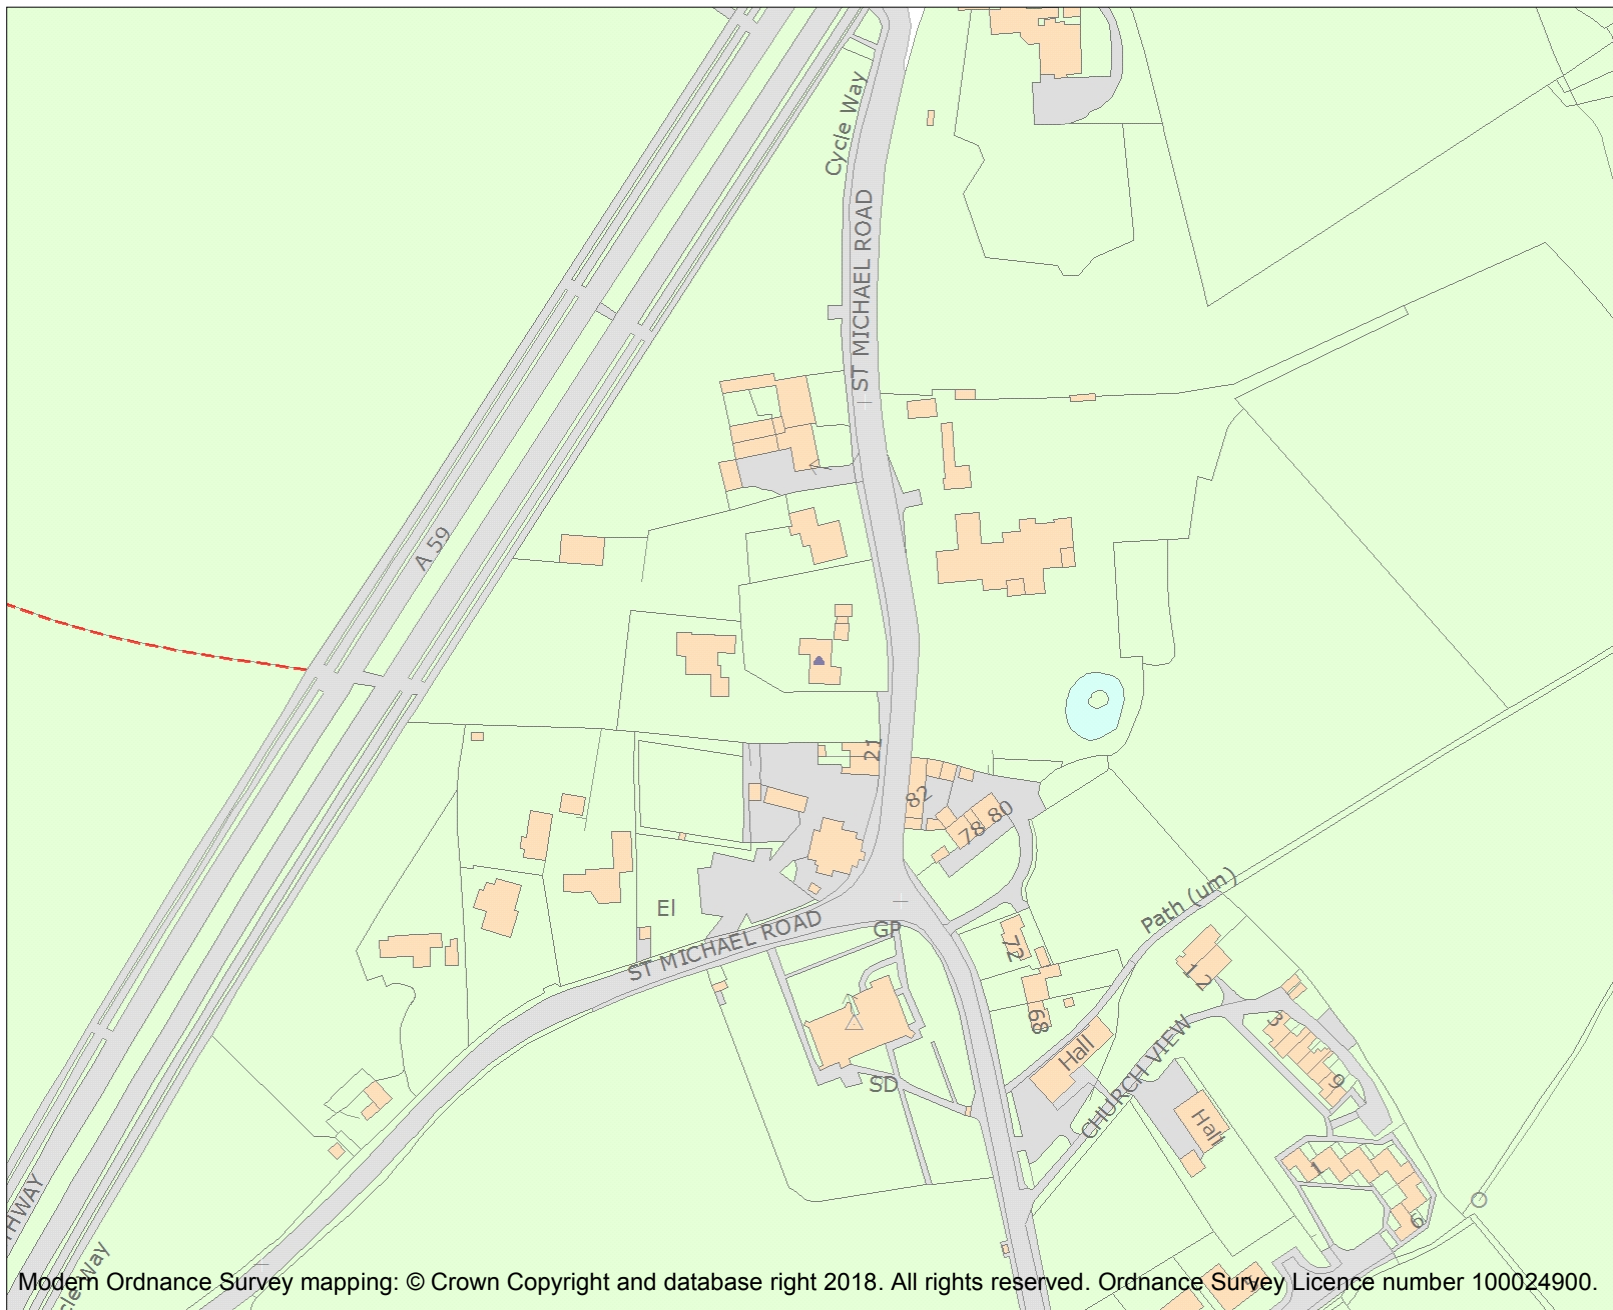 Cycle Way
ST MICHAEL ROAD
A 59
21
82
78 80
El
ST MICHAEL ROAD
GP
72
Path (um)
12
68
Hall
3
CHURCH VIEW
SD
9
Hall
1
6
Modern Ordnance Survey mapping: © Crown Copyright and database right 2018. All rights reserved. Ordnance Survey Licence number 100024900.